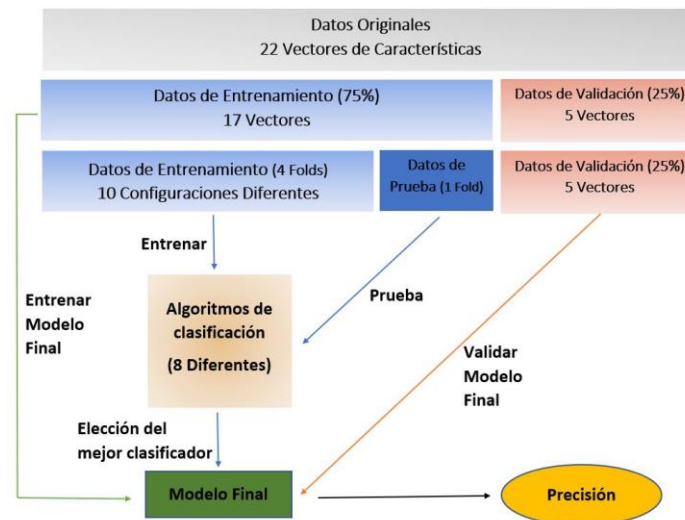 Datos Originales
22 Vectores de Características
Datos de Entrenamiento (75%)
17 Vectores
Datos de Validación (25%)
5 Vectores
Datos de Entrenamiento (4 Folds)
10 Configuraciones Diferentes
Datos de
Prueba (1 Fold)
Datos de Validación (25%)
5 Vectores
Entrenar
Prueba
Algoritmos de
clasificación
(8 Diferentes)
Entrenar
Modelo
Final
Validar
Modelo
Final
Elección del
mejor clasificador
Modelo Final
Precisión